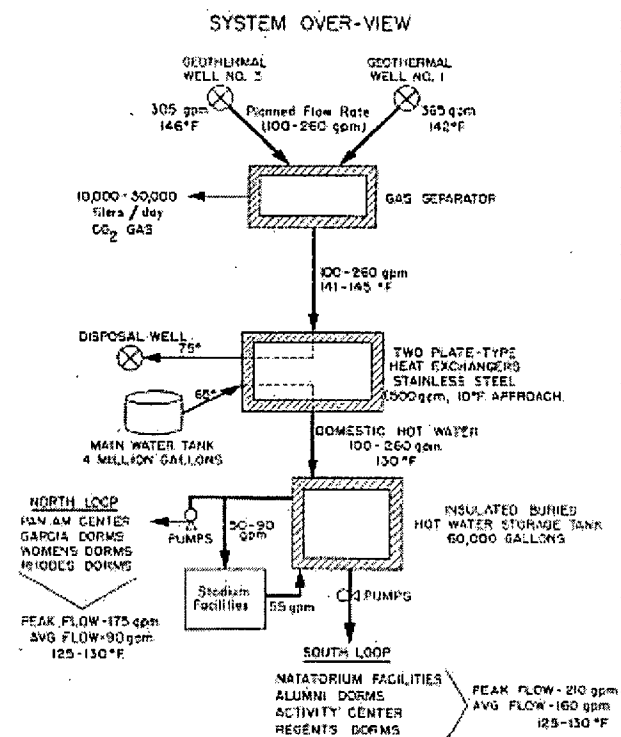 SYSTEM OVER-VIEW
GEOTHERMAL
WELL NO. 3
GEOTHERMAL
WELL NO. 1
305 gpm
146°F
Planned Flow Rate
(100-260 gpm)
365 gpm
142°F
GAS SEPARATOR
10,000-30,000
liters / day
CO2 GAS
100-260 gpm
141-145 °F
DISPOSAL WELL
75°
65°
TWO PLATE-TYPE
HEAT EXCHANGERS
STAINLESS STEEL
10°F. APPROACH
MAIN WATER TANK
4 MILLION GALLONS
DOMESTIC HOT WATER
100-260 gpm
130 °F
NORTH LOOP
PAN AM CENTER
GARCIA DORMS
WOMENS DORMS
RHODES DORMS
PUMPS
50-90
gpm
INSULATED BURIED
HOT WATER STORAGE TANK
60,000 GALLONS
Stadium
Facilities
55 gpm
PUMPS
PEAK FLOW-175 gpm
AVG FLOW-90 gpm
125-130 °F
SOUTH LOOP
NATATORIUM FACILITIES
ALUMNI DORMS
ACTIVITY CENTER
REGENTS DORMS
PEAK FLOW-210 gpm
AVG FLOW-160 gpm
125-130 °F